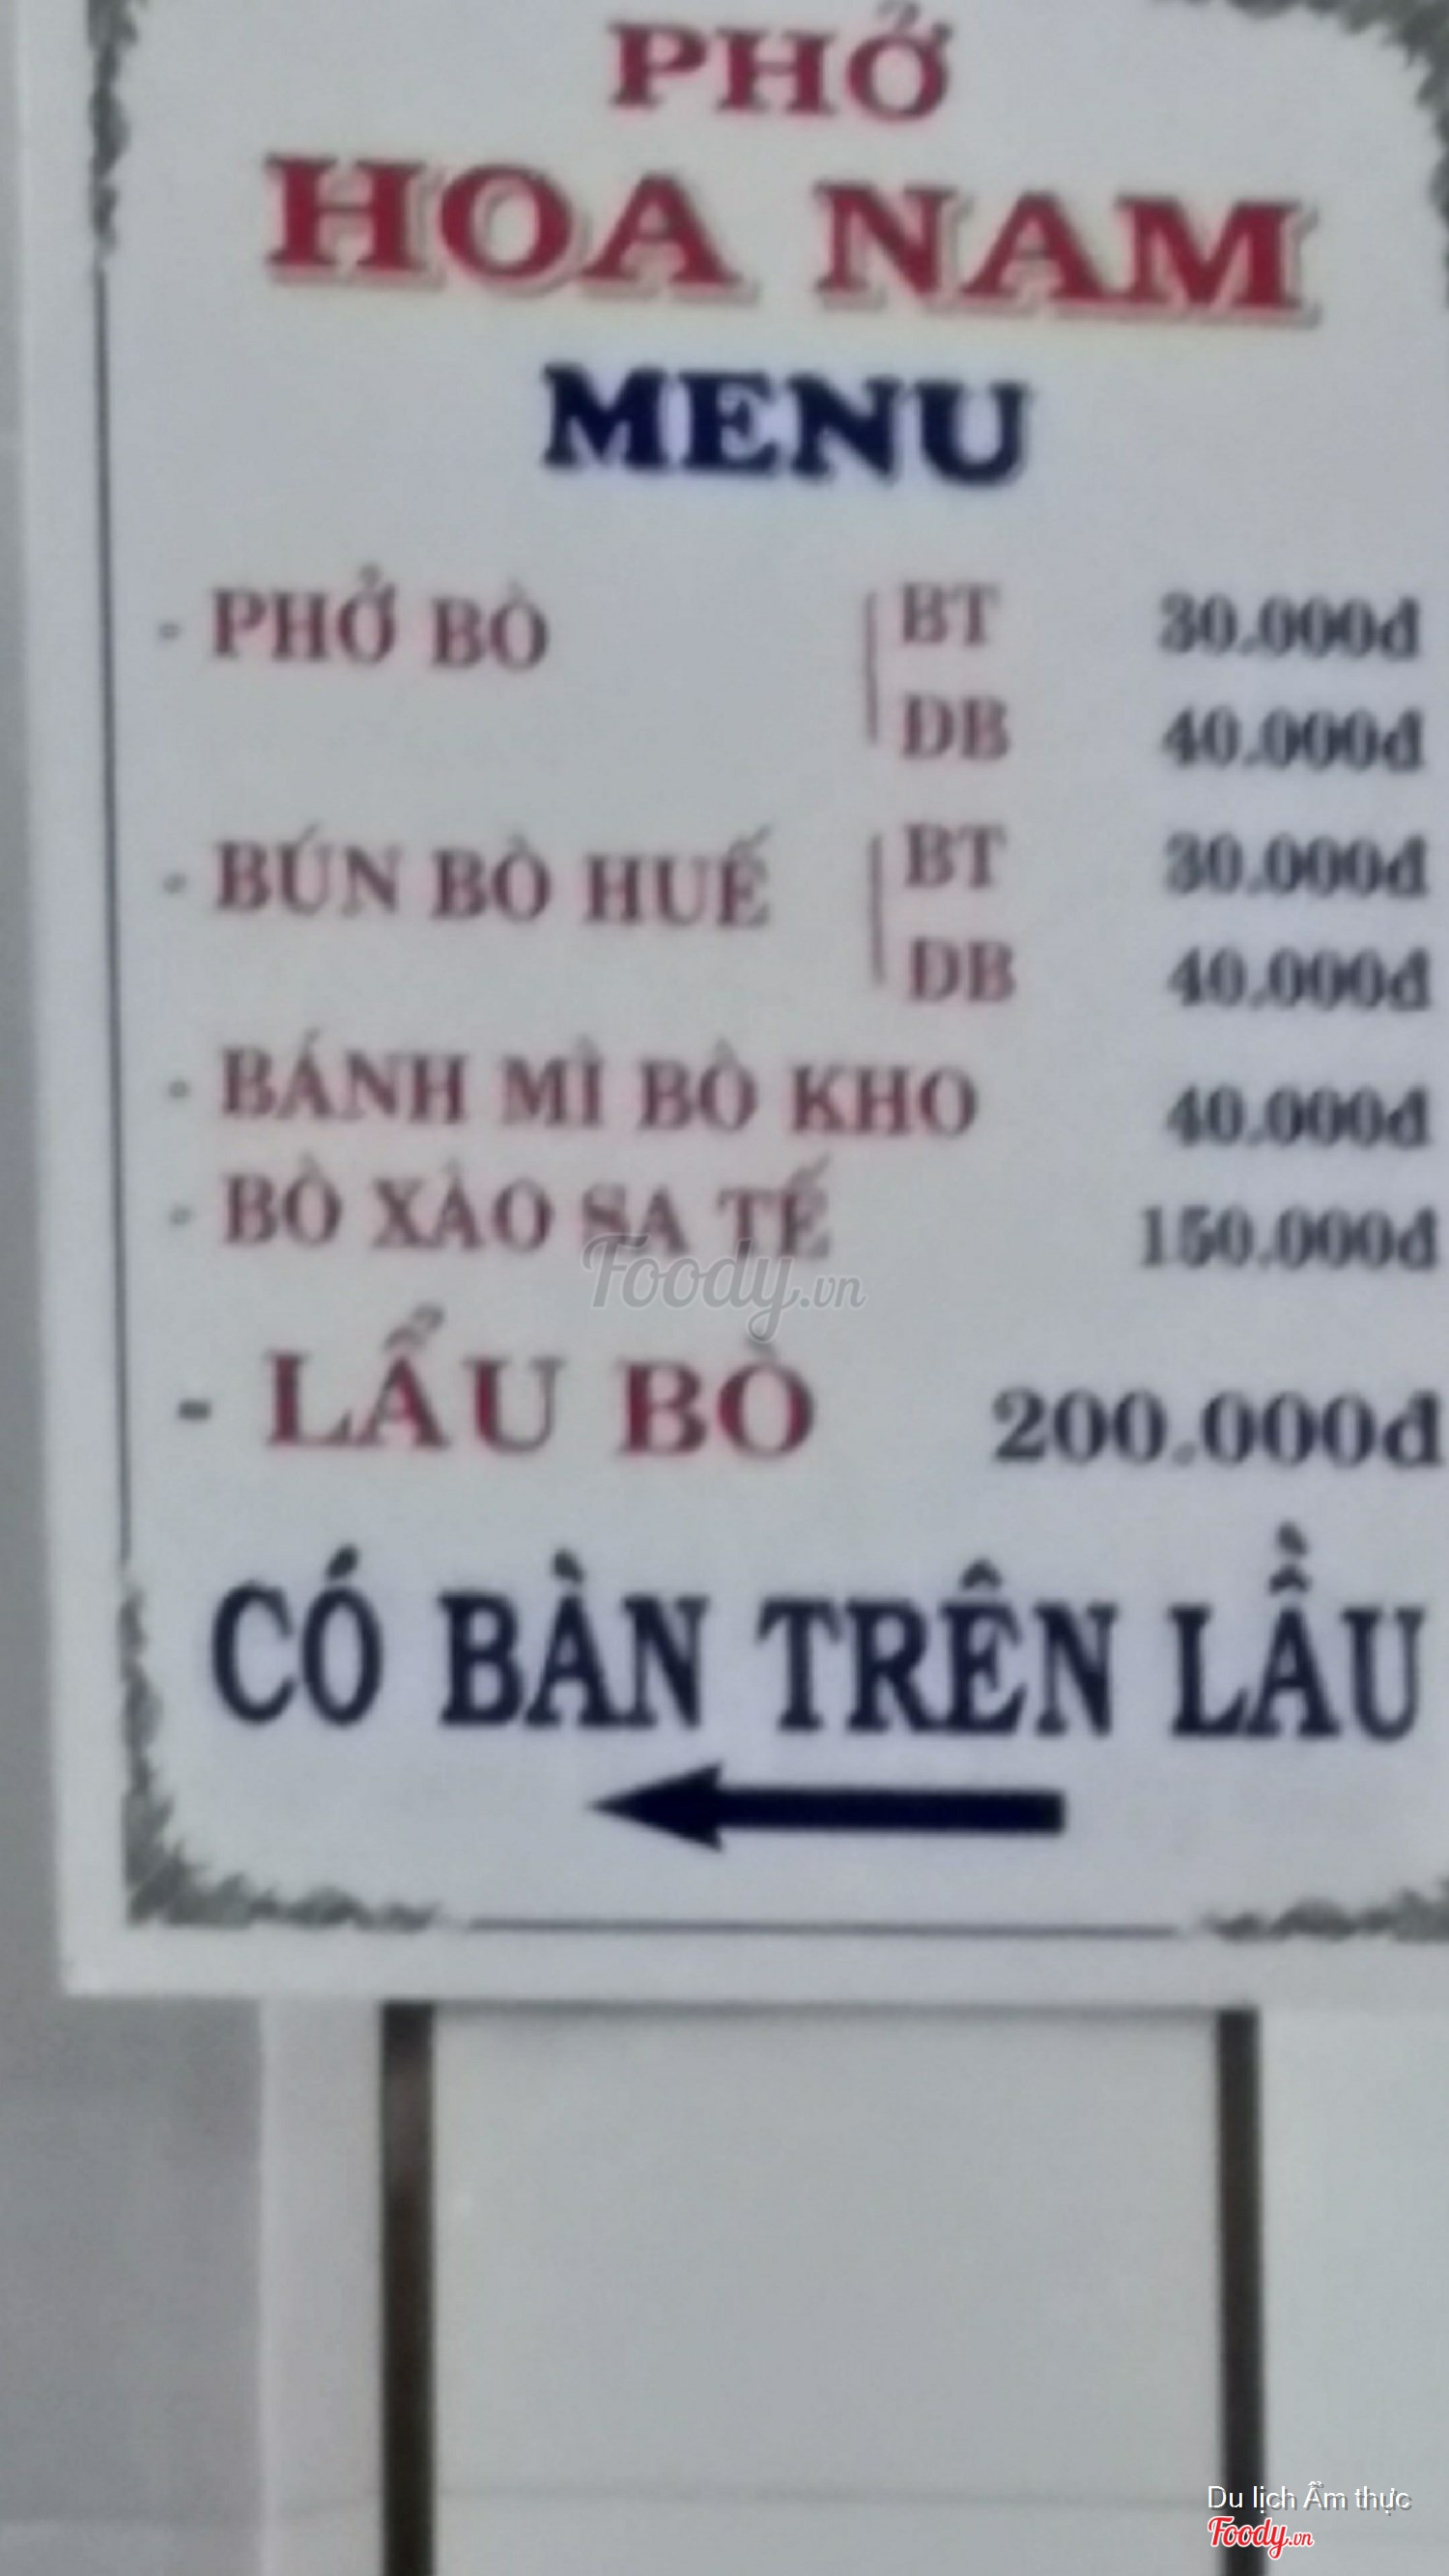 PHỞ
HOA NAM
MENU
- PHỞ BÒ BT 30.000đ
ĐB 40.000đ
- BÚN BÒ HUẾ BT 30.000đ
ĐB 40.000đ
- BÁNH MÌ BÒ KHO 40.000đ
- BÒ XÀO SA TẾ 150.000đ
Foody.vn
- LẨU BÒ 200.000đ
CÓ BÀN TRÊN LẦU
Du lịch Ẩm thực
Foody.vn